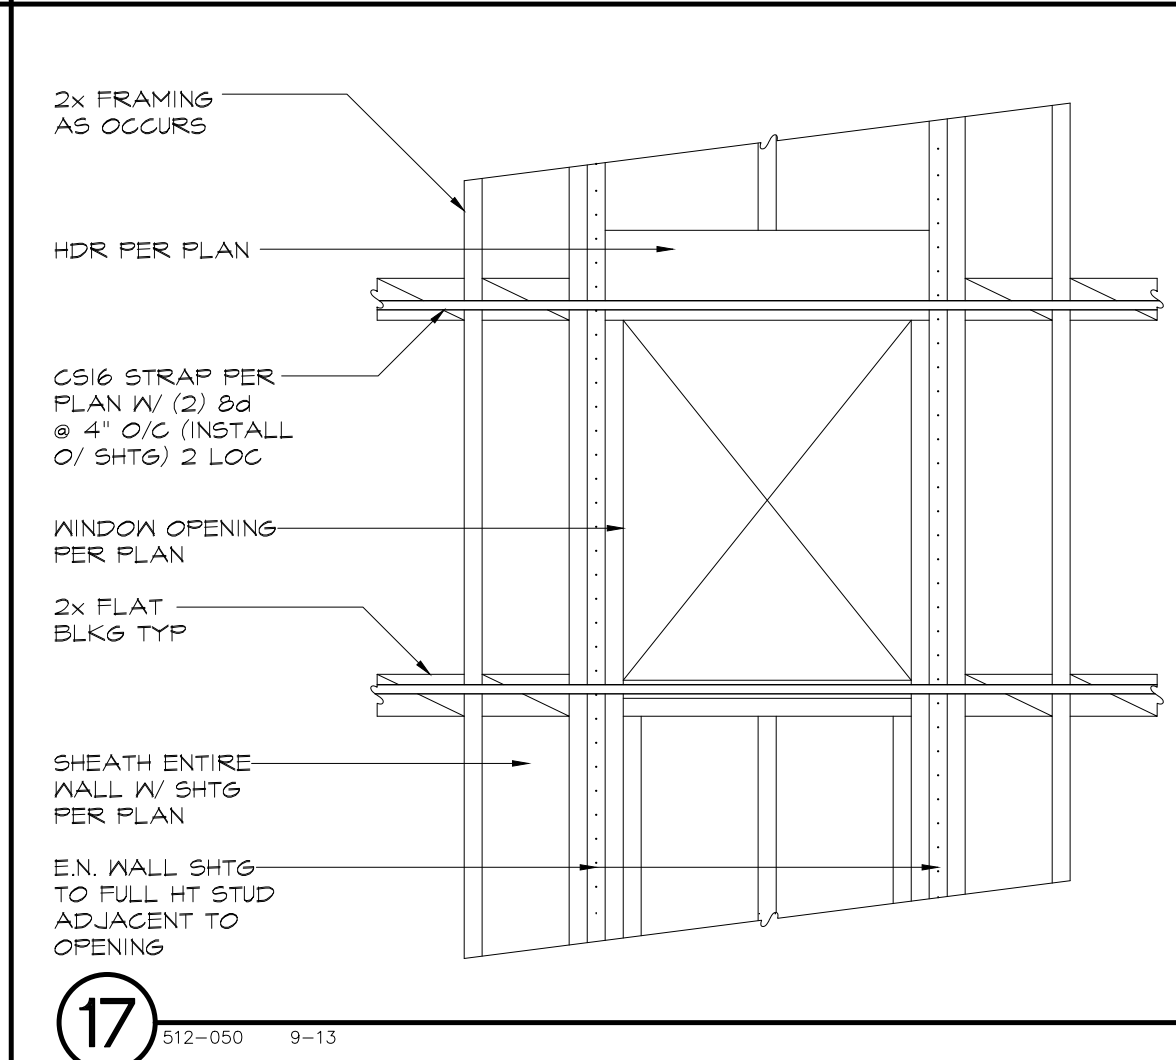 2x FRAMING
AS OCCURS
HDR PER PLAN
CS16 STRAP PER
PLAN W/ (2) 8d
@ 4" O/C (INSTALL
O/ SHTG) 2 LOC
WINDOW OPENING
PER PLAN
2x FLAT
BLKG TYP
SHEATH ENTIRE
WALL W/ SHTG
PER PLAN
E.N. WALL SHTG
TO FULL HT STUD
ADJACENT TO
OPENING
17
512-050 9-13